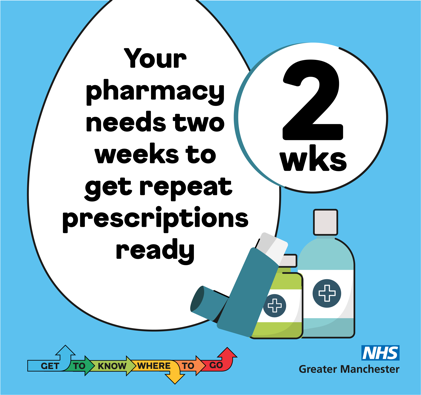 Your
pharmacy
needs two
weeks to
get repeat
prescriptions
ready
2
wks
GET TO KNOW WHERE TO GO
NHS
Greater Manchester